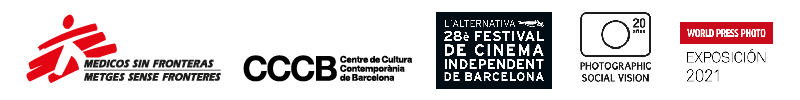 MEDICOS SIN FRONTERAS
METGES SENSE FRONTERES
CCCB
Centre de Cultura
Contemporània
de Barcelona
L'ALTERNATIVA
28è FESTIVAL
DE CINEMA
INDEPENDENT
DE BARCELONA
20
años
PHOTOGRAPHIC
SOCIAL VISION
WORLD PRESS PHOTO
EXPOSICIÓN
2021